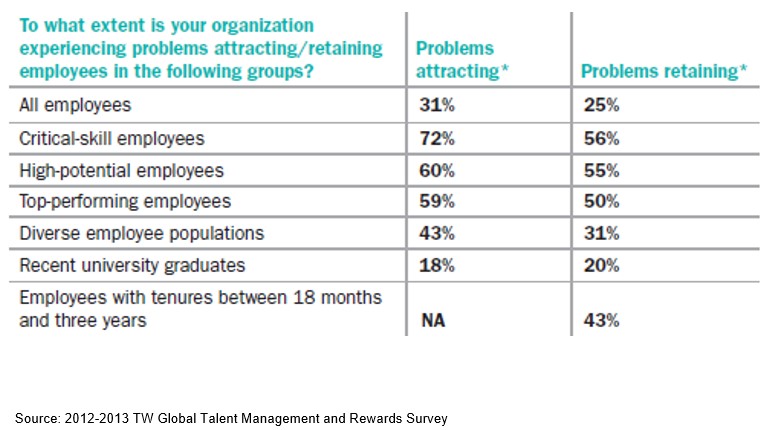 To what extent is your organization
experiencing problems attracting/retaining
employees in the following groups?
Problems
attracting*
Problems retaining*
All employees 31% 25%
Critical-skill employees 72% 56%
High-potential employees 60% 55%
Top-performing employees 59% 50%
Diverse employee populations 43% 31%
Recent university graduates 18% 20%
Employees with tenures between 18 months
and three years NA 43%
Source: 2012-2013 TW Global Talent Management and Rewards Survey